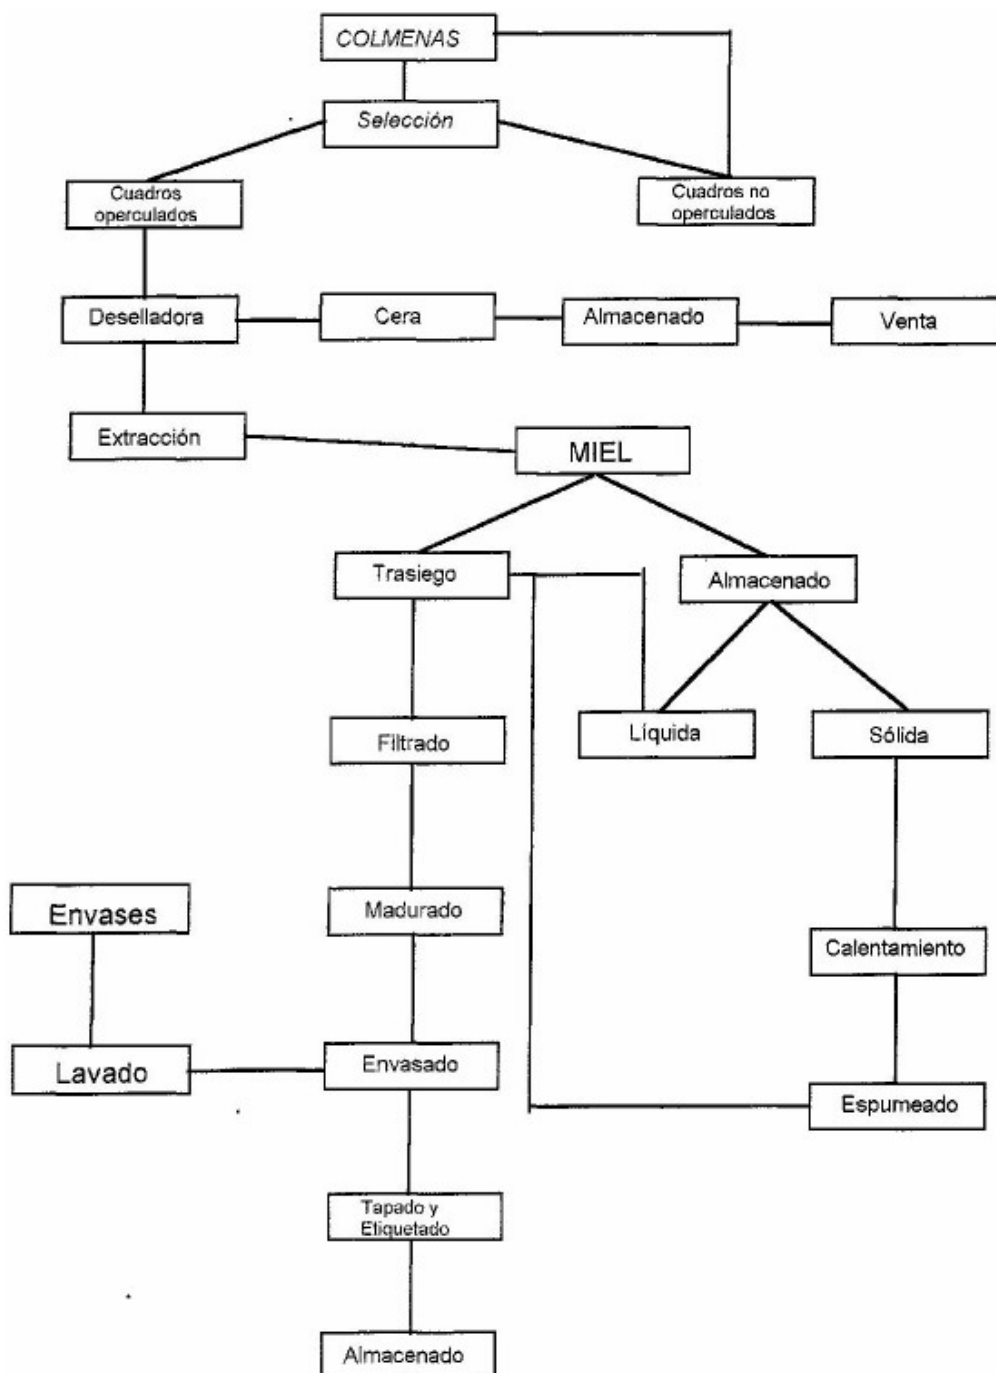 COLMENAS
Selección
Cuadros
operculados
Cuadros no
operculados
Deselladora
Cera
Almacenado
Venta
Extracción
MIEL
Trasiego
Almacenado
Filtrado
Líquida
Sólida
Envases
Madurado
Calentamiento
Lavado
Envasado
Espumeado
Tapado y
Etiquetado
Almacenado